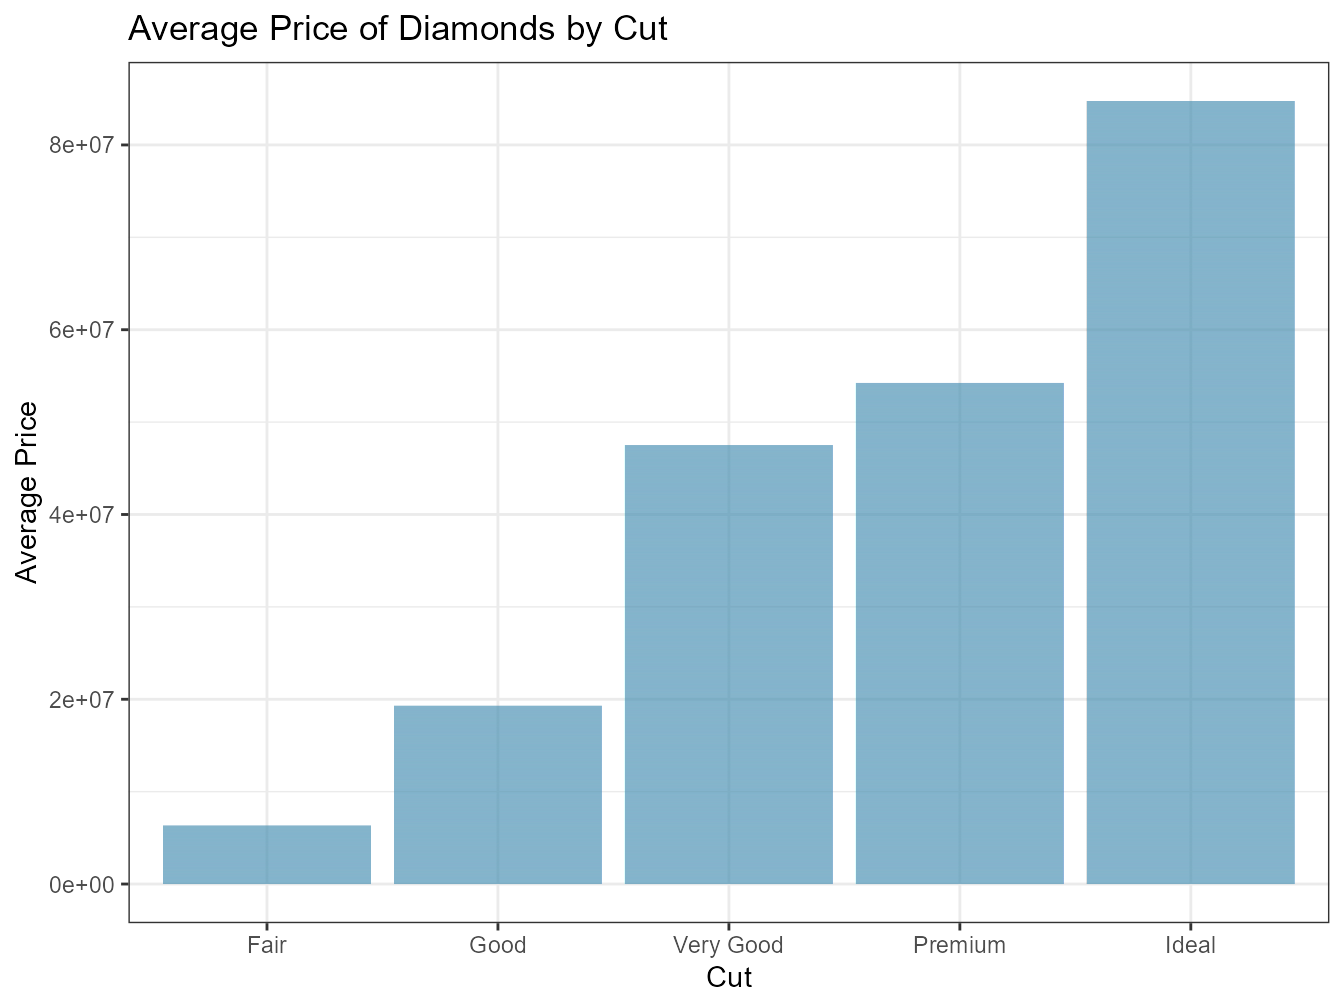 Average Price of Diamonds by Cut
Average Price
8e+07
6e+07
4e+07
2e+07
0e+00
Fair Good Very Good Premium Ideal
Cut